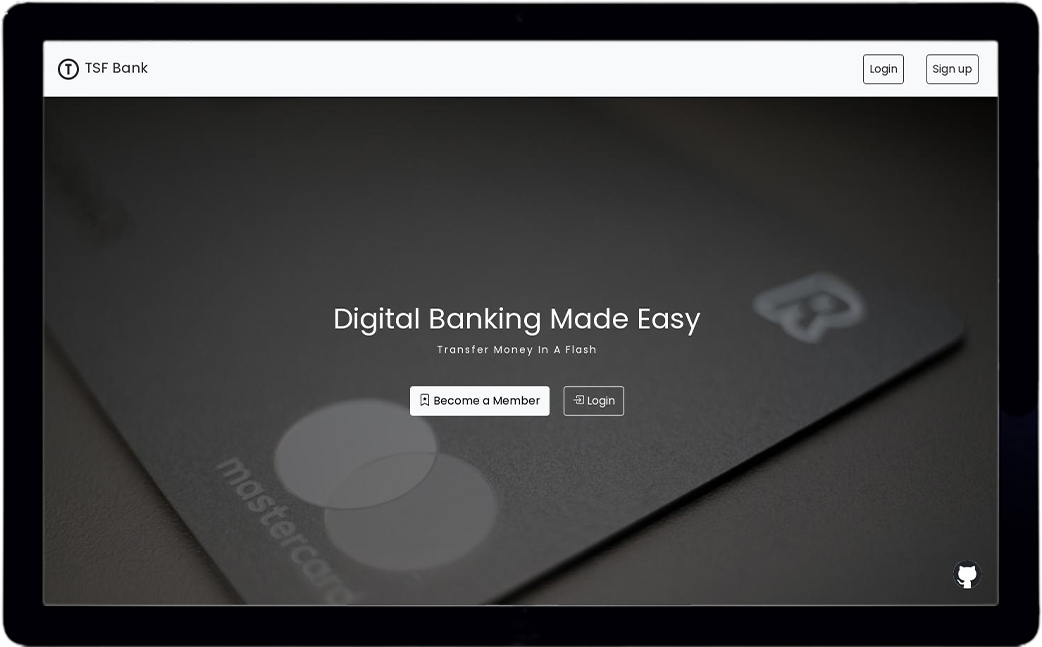 T TSF Bank
Login
Sign up
Digital Banking Made Easy
Transfer Money In A Flash
Become a Member
Login
R
mastercard